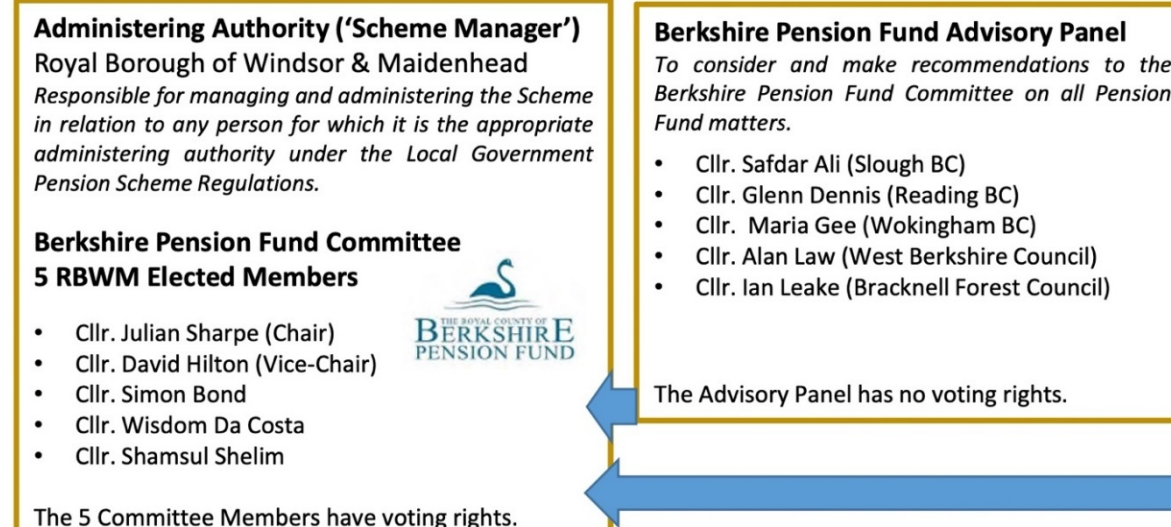 Administering Authority (‘Scheme Manager’)
Royal Borough of Windsor & Maidenhead
Responsible for managing and administering the Scheme
in relation to any person for which it is the appropriate
administering authority under the Local Government
Pension Scheme Regulations.
Berkshire Pension Fund Committee
5 RBWM Elected Members
• Cllr. Julian Sharpe (Chair)
• Cllr. David Hilton (Vice-Chair)
• Cllr. Simon Bond
• Cllr. Wisdom Da Costa
• Cllr. Shamsul Shelim
THE ROYAL COUNTY OF
BERKSHIRE
PENSION FUND
The 5 Committee Members have voting rights.
Berkshire Pension Fund Advisory Panel
To consider and make recommendations to the
Berkshire Pension Fund Committee on all Pension
Fund matters.
• Cllr. Safdar Ali (Slough BC)
• Cllr. Glenn Dennis (Reading BC)
• Cllr. Maria Gee (Wokingham BC)
• Cllr. Alan Law (West Berkshire Council)
• Cllr. Ian Leake (Bracknell Forest Council)
The Advisory Panel has no voting rights.